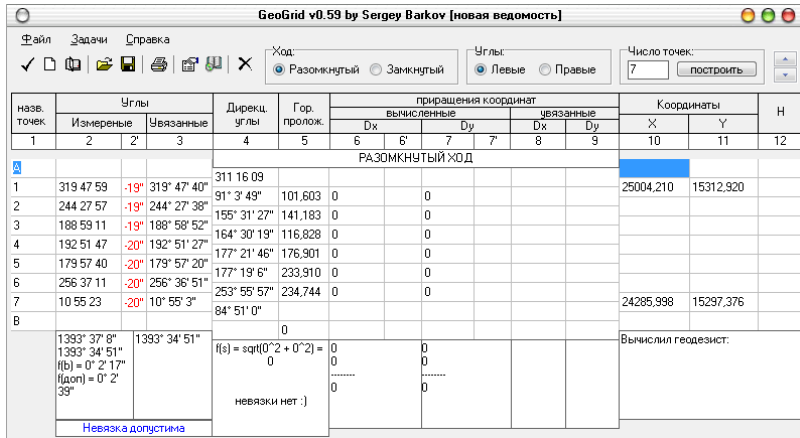 GeoGrid v0.59 by Sergey Barkov [новая ведомость]
Файл Задачи Справка
Ход: Разомкнутый Замкнутый
Углы: Левые Правые
Число точек: 7 построить
назв. точек Углы Дирекц. углы Гор. пролож. приращения координат Координаты Н
Измереные Увязанные вычисленные увязанные Х Y
Dx Dy Dx Dy
1 2 2' 3 4 5 6 6' 7 7' 8 9 10 11 12
РАЗОМКНУТЫЙ ХОД
А
311 16 09
1 319 47 59 -19" 319° 47' 40" 25004,210 15312,920
91° 3' 49" 101,603 0 0
2 244 27 57 -19" 244° 27' 38"
155° 31' 27" 141,183 0 0
3 188 59 11 -19" 188° 58' 52"
164° 30' 19" 116,828 0 0
4 192 51 47 -20" 192° 51' 27"
177° 21' 46" 176,901 0 0
5 179 57 40 -20" 179° 57' 20"
177° 19' 6" 233,910 0 0
6 256 37 11 -20" 256° 36' 51"
253° 55' 57" 234,744 0 0
7 10 55 23 -20" 10° 55' 3" 24285,998 15297,376
84° 51' 0"
В
0
1393° 37' 8" 1393° 34' 51" f(s) = sqrt(0^2 + 0^2) = 0 0 Вычислил геодезист:
1393° 34' 51" 0 0 0
f(b) = 0° 2' 17" -------- --------
f(доп) = 0° 2' 0 0
39" невязки нет :)
Невязка допустима